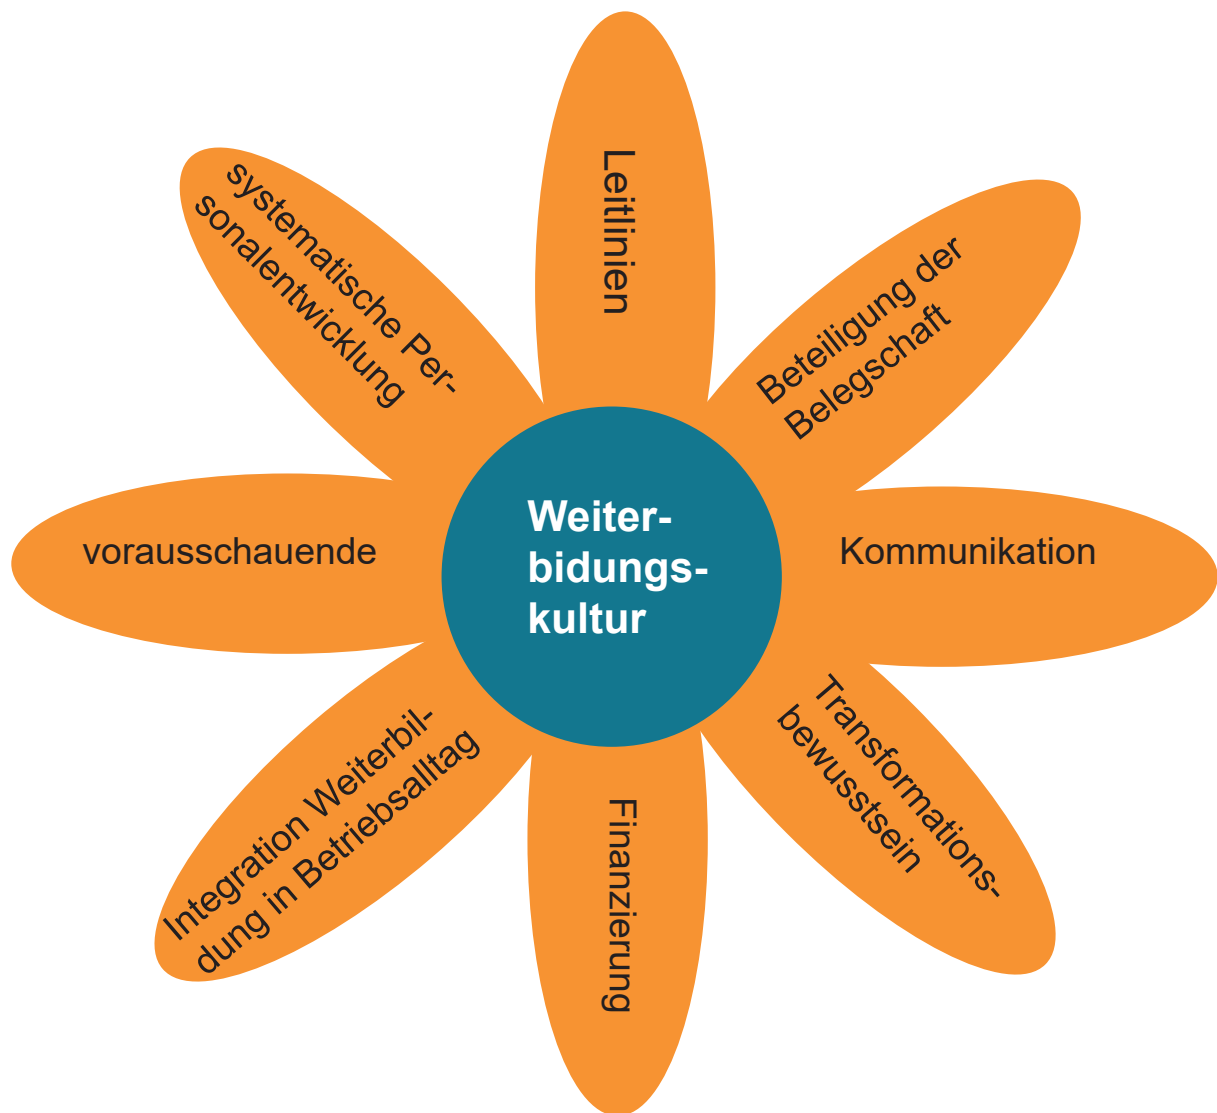 Leitlinien
Beteiligung der
Belegschaft
Kommunikation
Transformations-
bewusstsein
Finanzierung
Integration Weiterbil-
dung in Betriebsalltag
vorausschauende
systematische Per-
sonalentwicklung
Weiter-
bidungs-
kultur